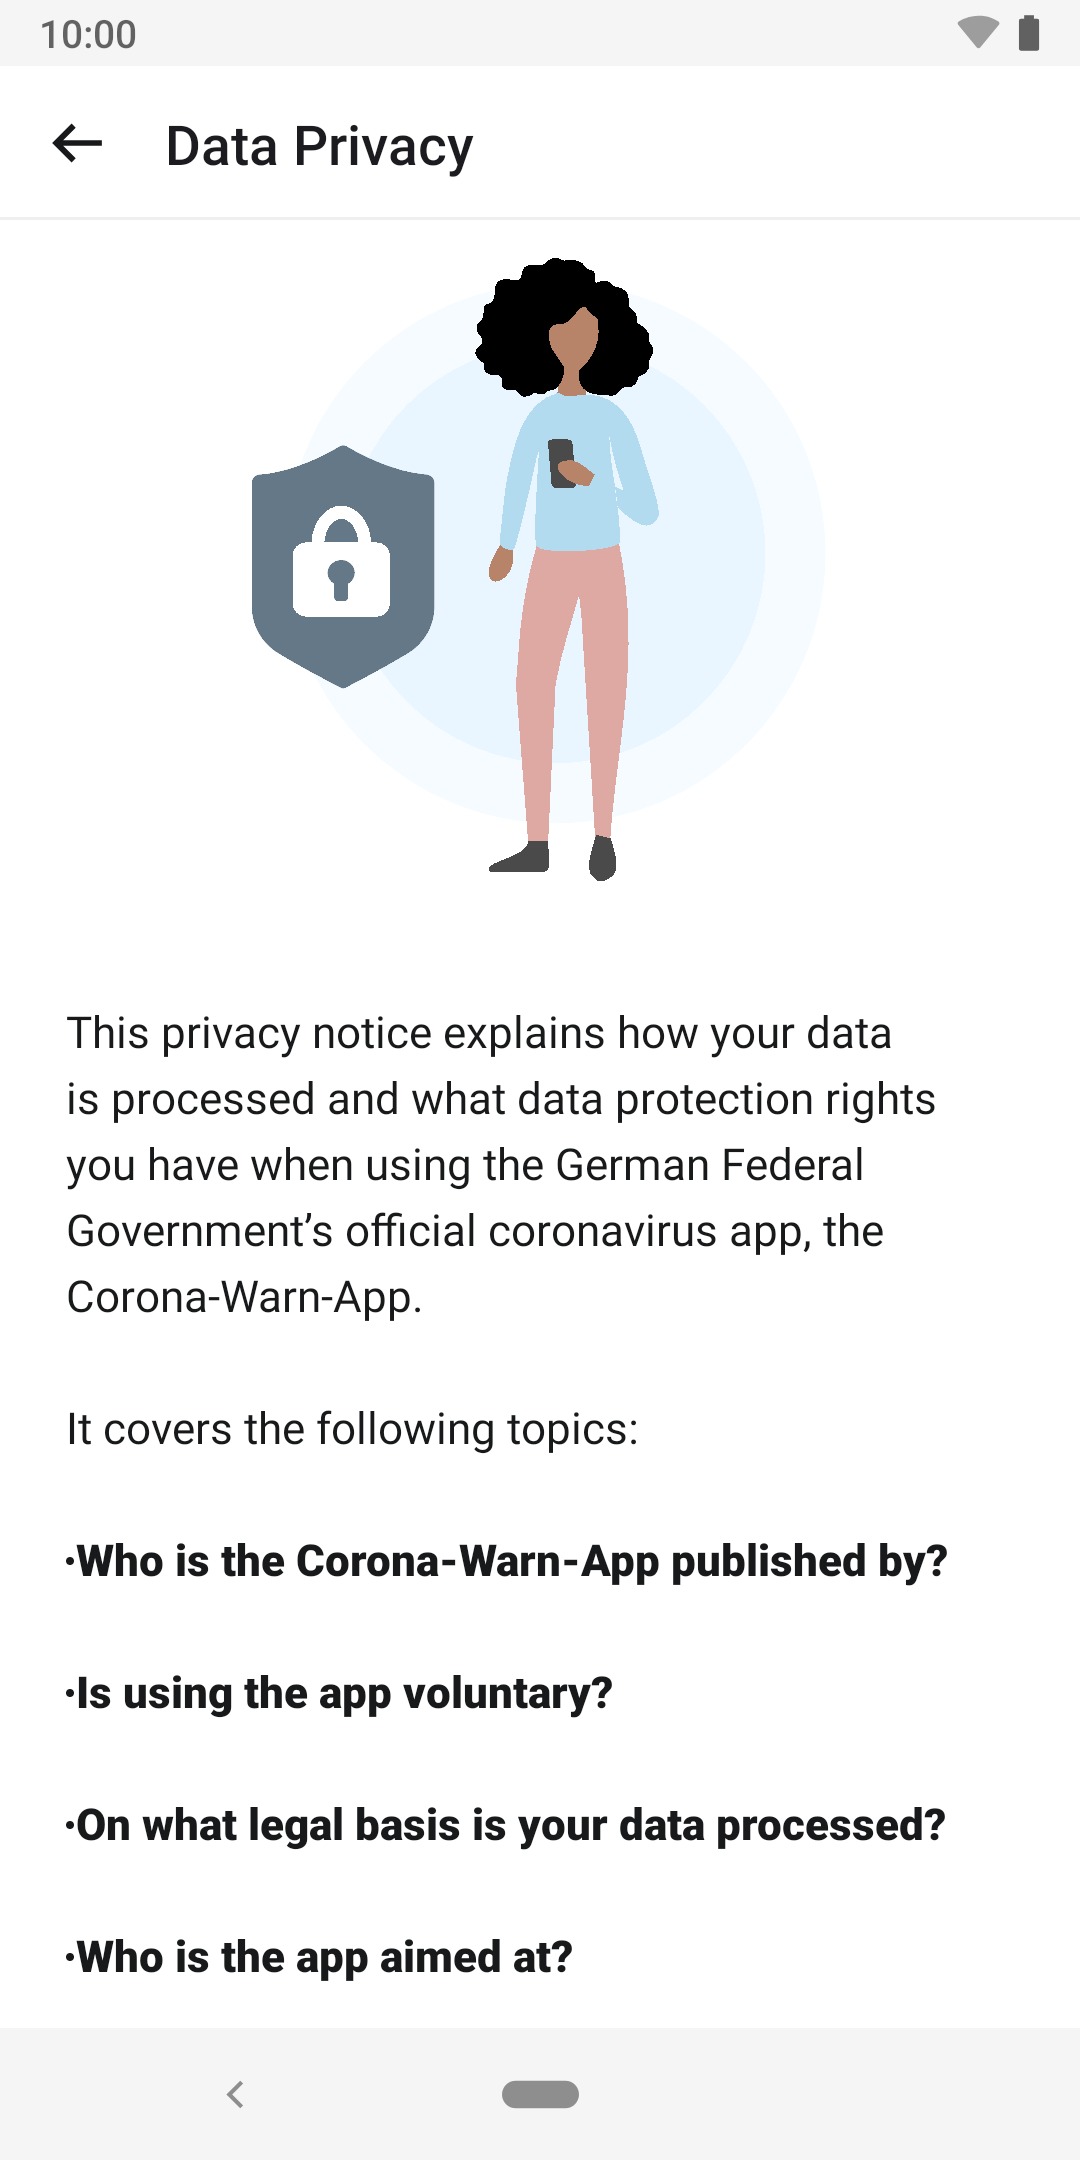 10:00
Data Privacy
This privacy notice explains how your data
is processed and what data protection rights
you have when using the German Federal
Government’s official coronavirus app, the
Corona-Warn-App.
It covers the following topics:
·Who is the Corona-Warn-App published by?
·Is using the app voluntary?
·On what legal basis is your data processed?
·Who is the app aimed at?